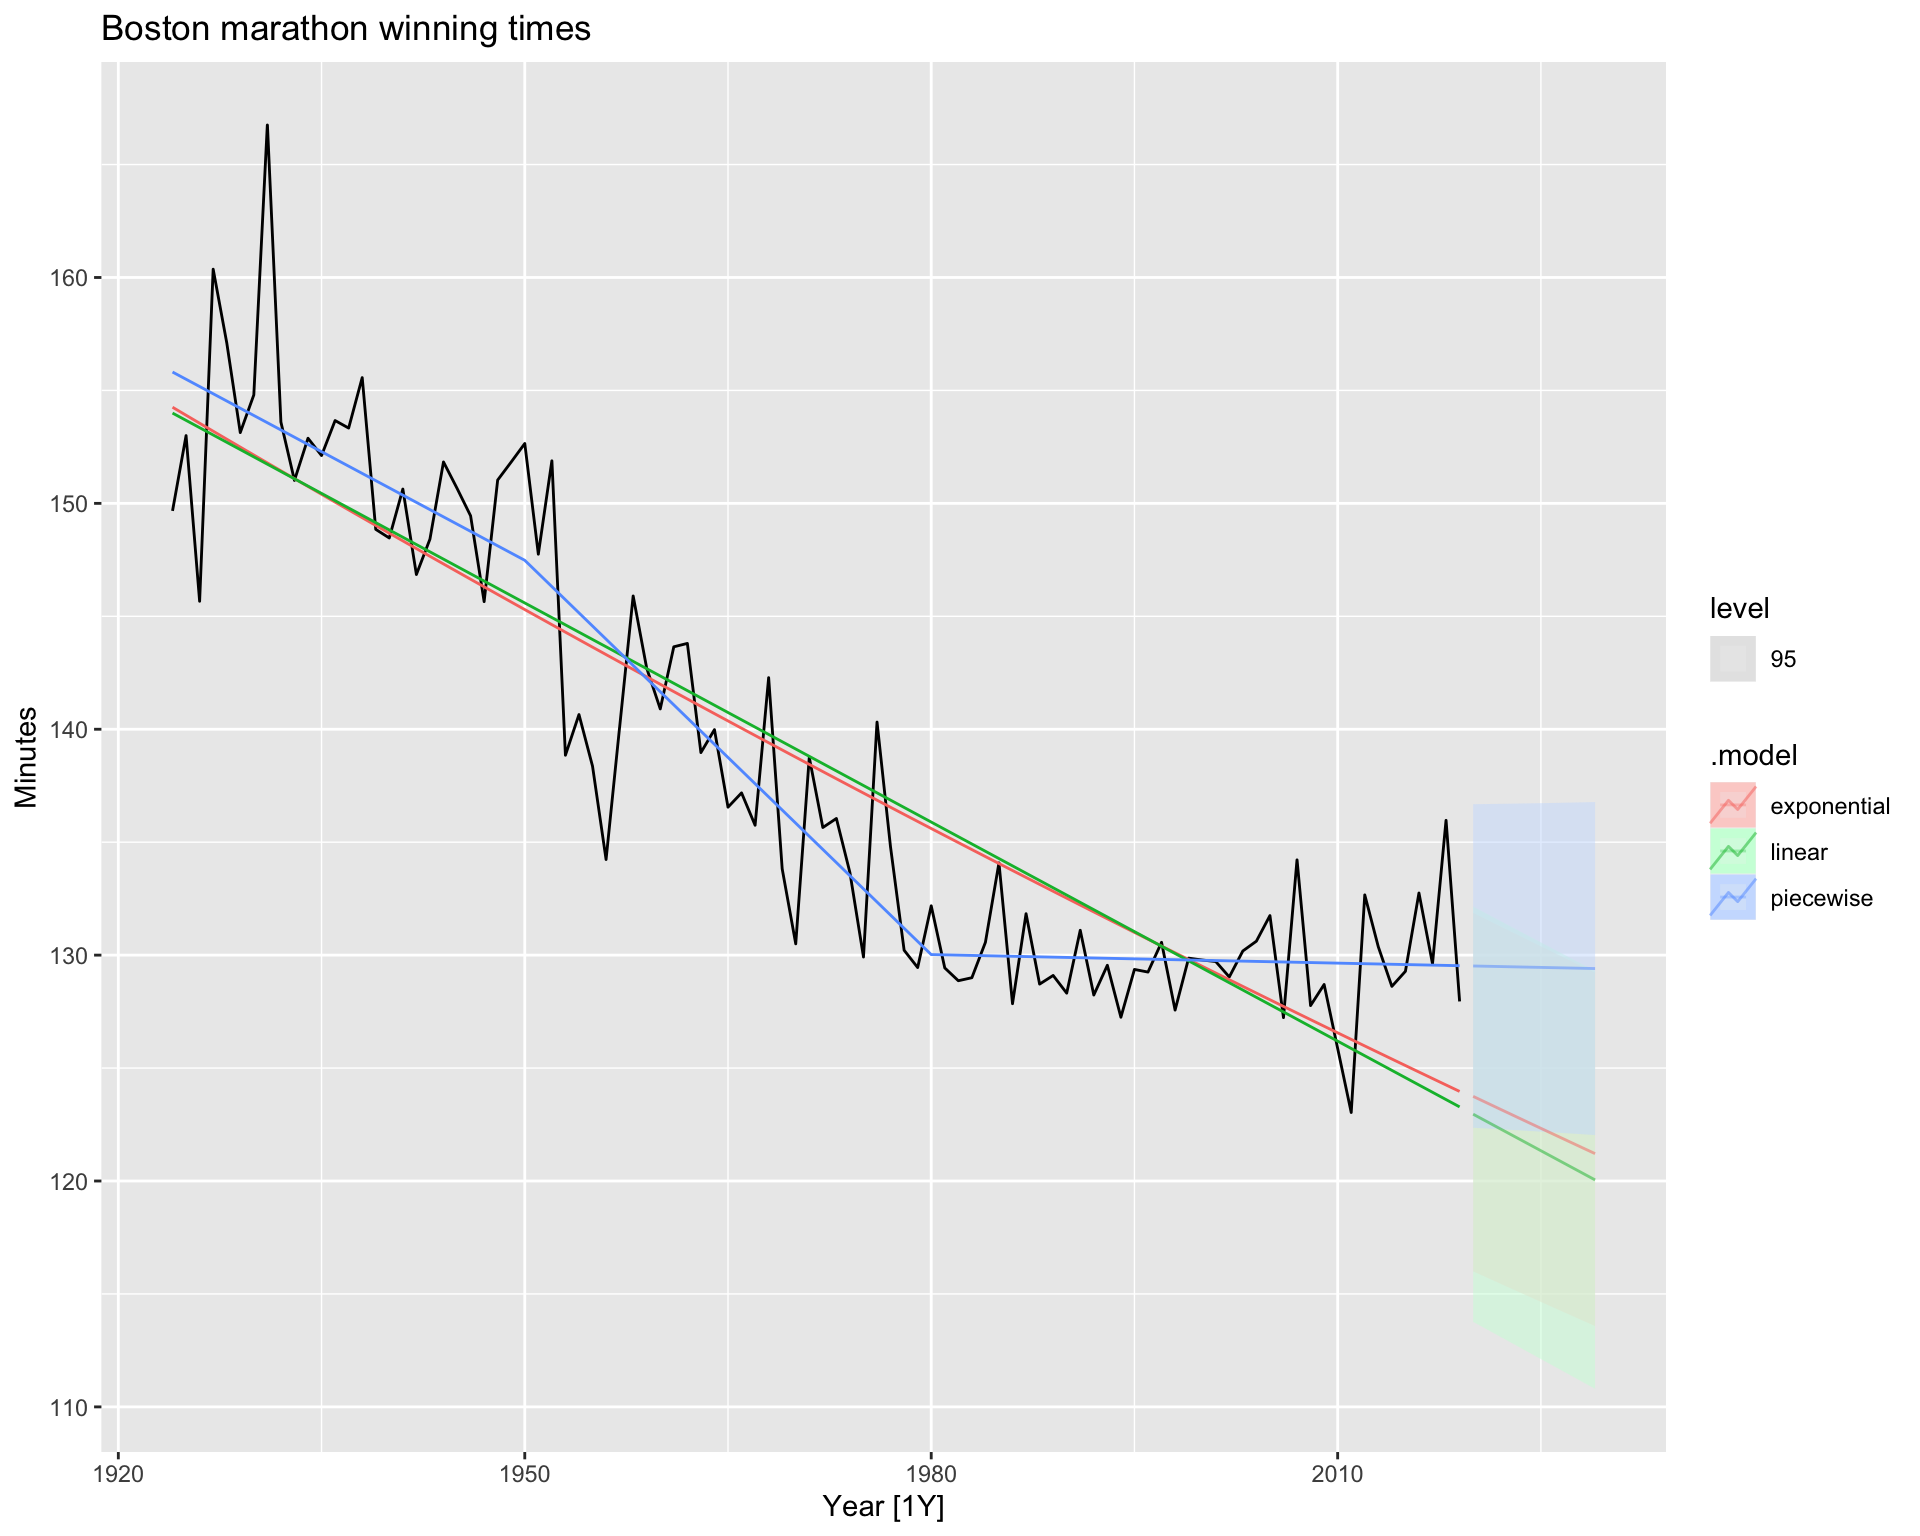 Boston marathon winning times
160
150
140
130
120
110
Minutes
1920
1950
1980
2010
Year [1Y]
level
95
.model
exponential
linear
piecewise